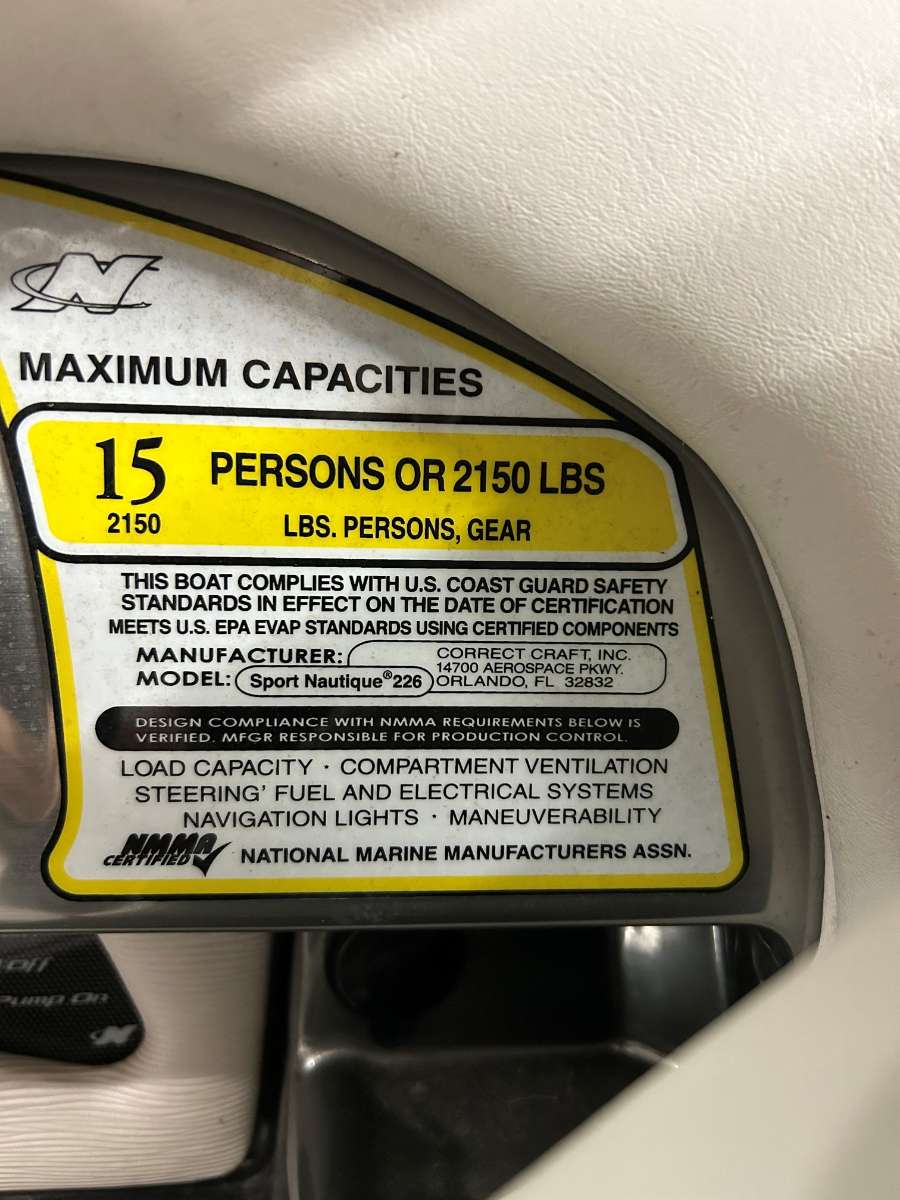 N
MAXIMUM CAPACITIES
15 PERSONS OR 2150 LBS
2150 LBS. PERSONS, GEAR
THIS BOAT COMPLIES WITH U.S. COAST GUARD SAFETY
STANDARDS IN EFFECT ON THE DATE OF CERTIFICATION
MEETS U.S. EPA EVAP STANDARDS USING CERTIFIED COMPONENTS
MANUFACTURER: CORRECT CRAFT, INC.
14700 AEROSPACE PKWY.
MODEL: Sport Nautique®226 ORLANDO, FL 32832
DESIGN COMPLIANCE WITH NMMA REQUIREMENTS BELOW IS
VERIFIED. MFGR RESPONSIBLE FOR PRODUCTION CONTROL.
LOAD CAPACITY · COMPARTMENT VENTILATION
STEERING' FUEL AND ELECTRICAL SYSTEMS
NAVIGATION LIGHTS · MANEUVERABILITY
NMMA
CERTIFIED NATIONAL MARINE MANUFACTURERS ASSN.
Off
Pump On
N